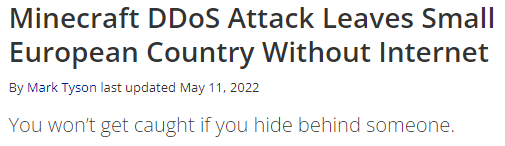 Minecraft DDoS Attack Leaves Small
European Country Without Internet
By Mark Tyson last updated May 11, 2022
You won’t get caught if you hide behind someone.